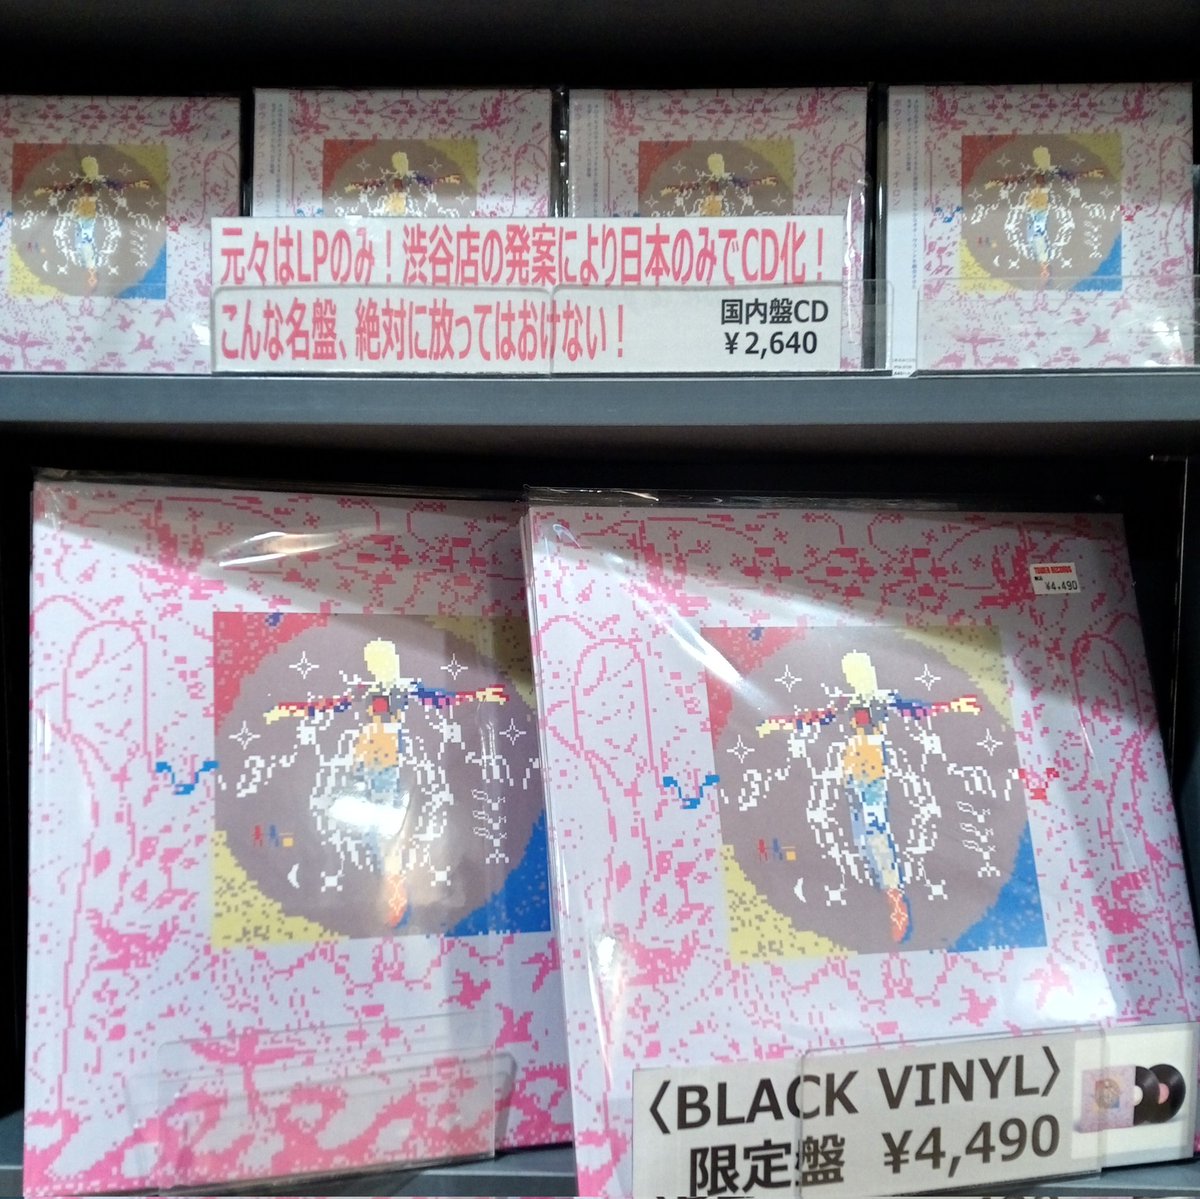 元々はLPのみ！渋谷店の発案により日本のみでCD化！
こんな名盤、絶対に放ってはおけない！
国内盤CD
￥2,640
TOWER RECORDS
¥4,490
〈BLACK VINYL〉
限定盤 ￥4,490